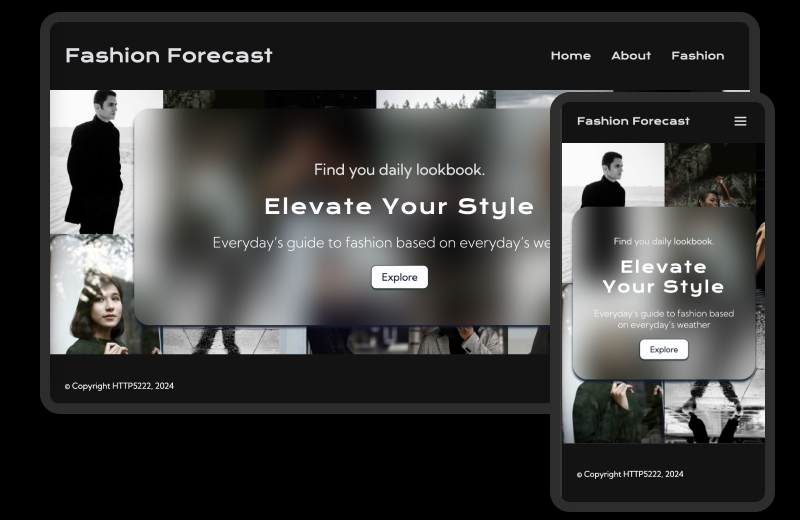 Fashion Forecast
Home About Fashion
Find you daily lookbook.
Elevate Your Style
Everyday's guide to fashion based on everyday's we
Explore
© Copyright HTTP5222, 2024
Fashion Forecast
Find you daily lookbook.
Elevate
Your Style
Everyday's guide to fashion based
on everyday's weather
Explore
© Copyright HTTP5222, 2024